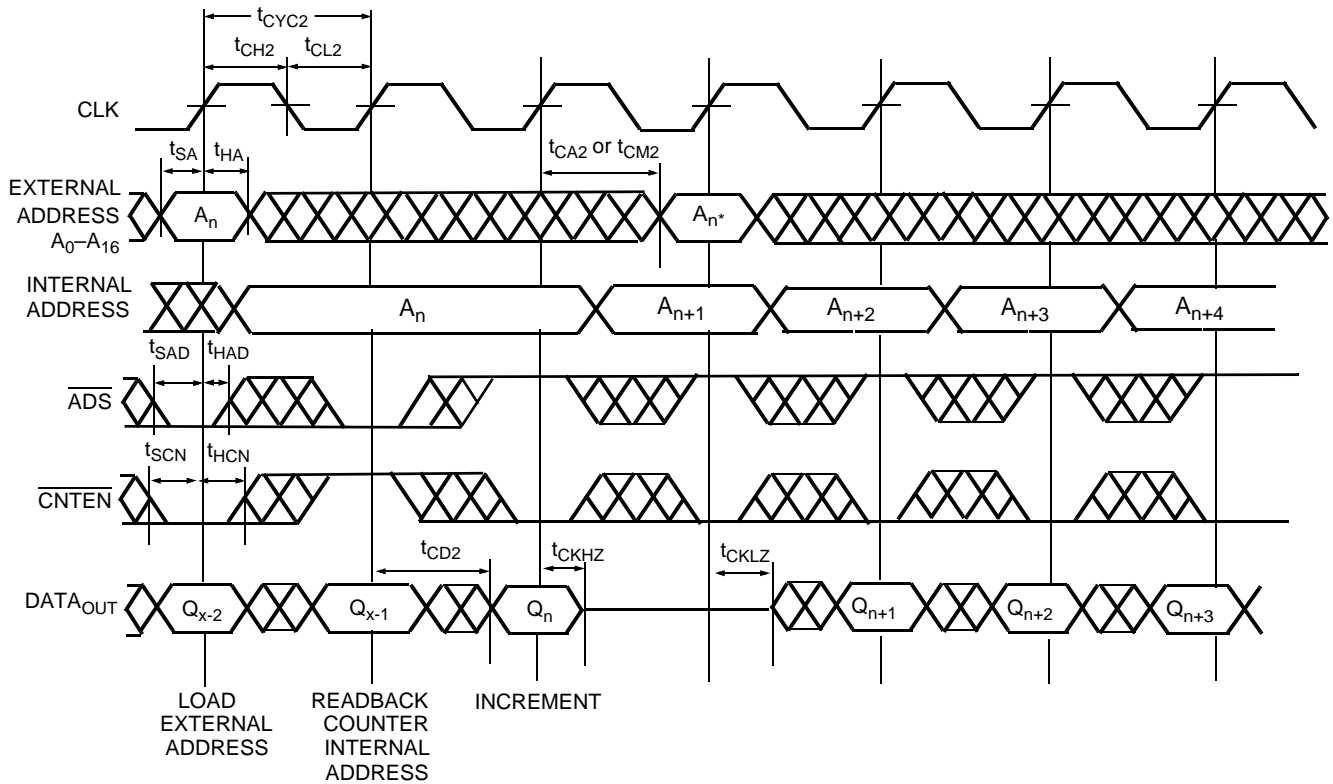 tCYC2
tCH2 tCL2
CLK
tSA tHA tCA2 or tCM2
EXTERNAL
ADDRESS
A0–A16
An An*
INTERNAL
ADDRESS
An An+1 An+2 An+3 An+4
tSAD tHAD
ADS
tSCN tHCN
CNTEN
tCD2 tCKHZ tCKLZ
DATAOUT
Qx-2 Qx-1 Qn Qn+1 Qn+2 Qn+3
LOAD
EXTERNAL
ADDRESS
READBACK
COUNTER
INTERNAL
ADDRESS
INCREMENT